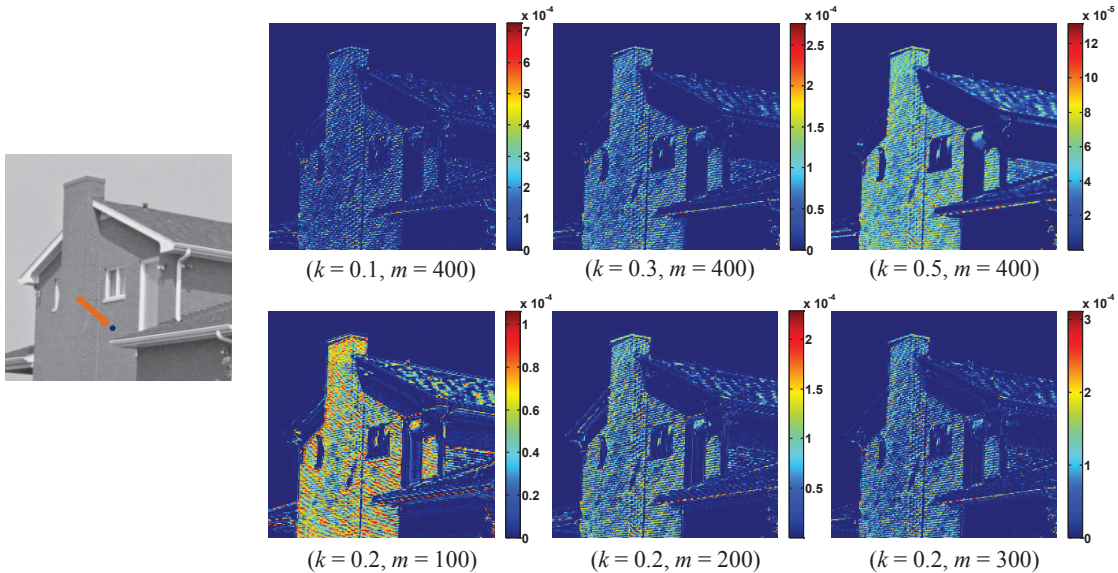 x 10⁻⁴
7
6
5
4
3
2
1
0
(k = 0.1, m = 400)
x 10⁻⁴
2.5
2
1.5
1
0.5
0
(k = 0.3, m = 400)
x 10⁻⁵
12
10
8
6
4
2
0
(k = 0.5, m = 400)
x 10⁻⁴
1
0.8
0.6
0.4
0.2
0
(k = 0.2, m = 100)
x 10⁻⁴
2
1.5
1
0.5
(k = 0.2, m = 200)
x 10⁻⁴
3
2
1
0
(k = 0.2, m = 300)